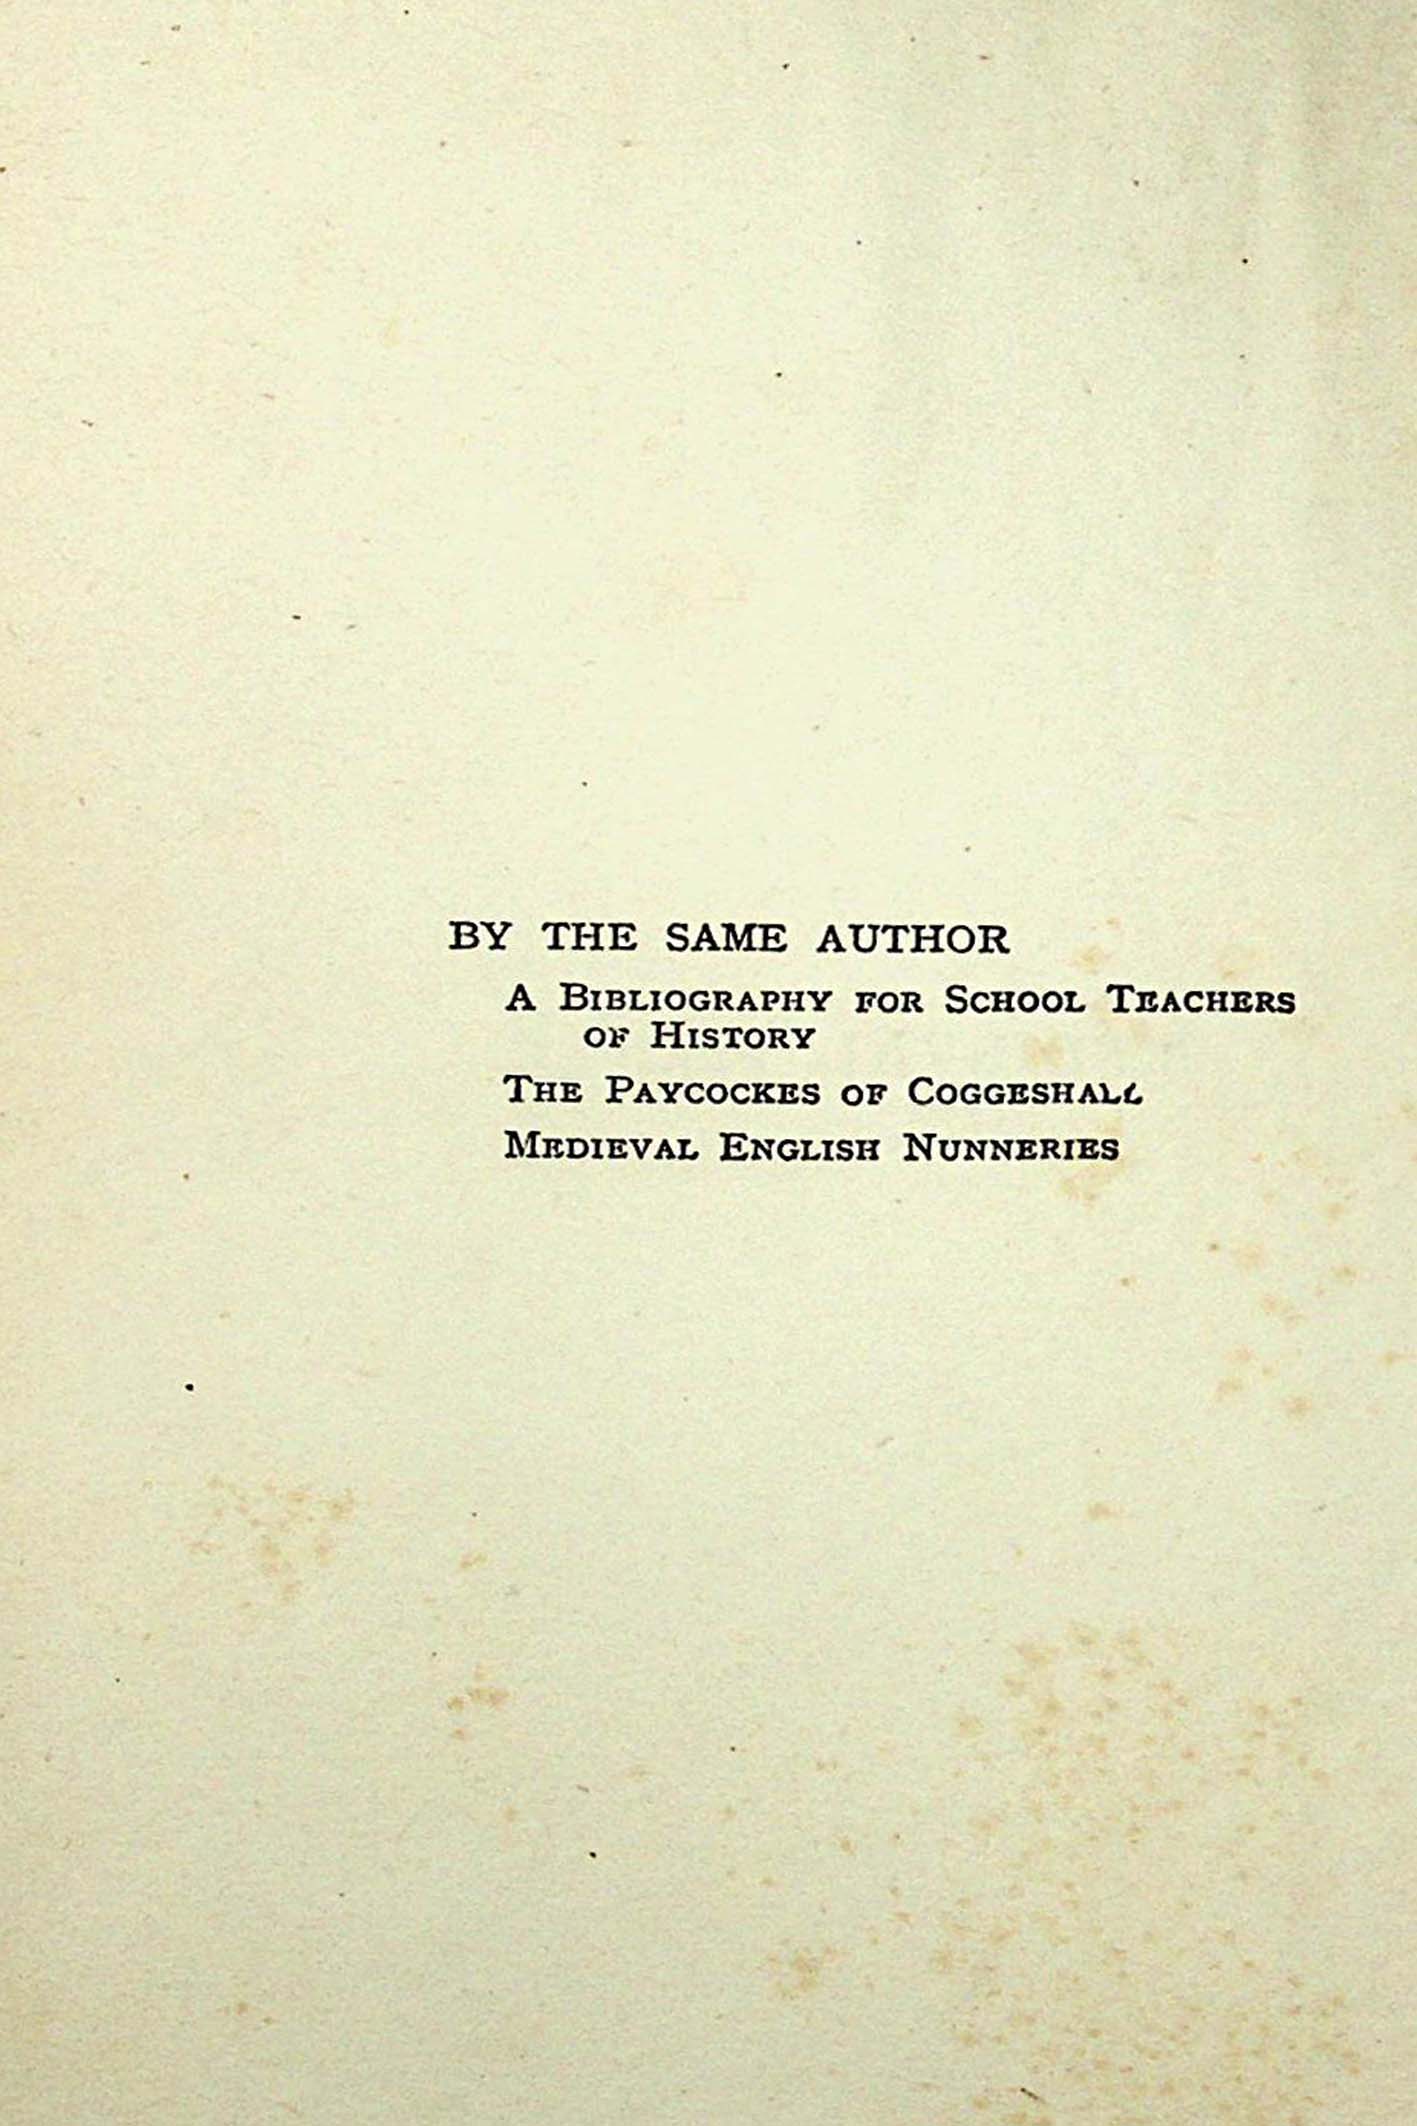 BY THE SAME AUTHOR
A BIBLIOGRAPHY FOR SCHOOL TEACHERS
OF HISTORY
THE PAYCOCKES OF COGGESHALL
MEDIEVAL ENGLISH NUNNERIES